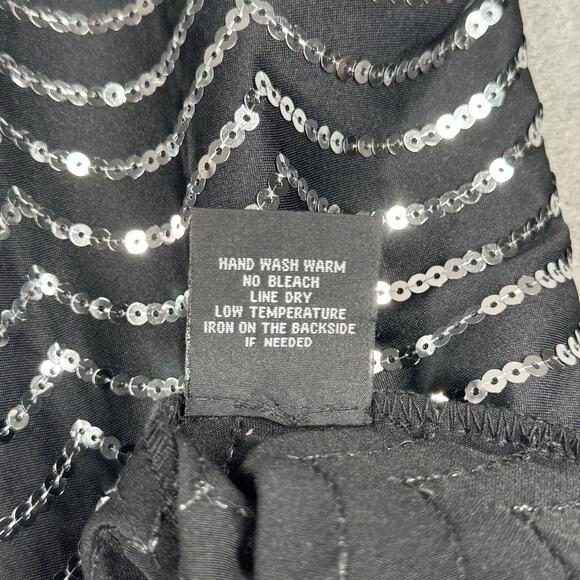 HAND WASH WARM
NO BLEACH
LINE DRY
LOW TEMPERATURE
IRON ON THE BACKSIDE
IF NEEDED